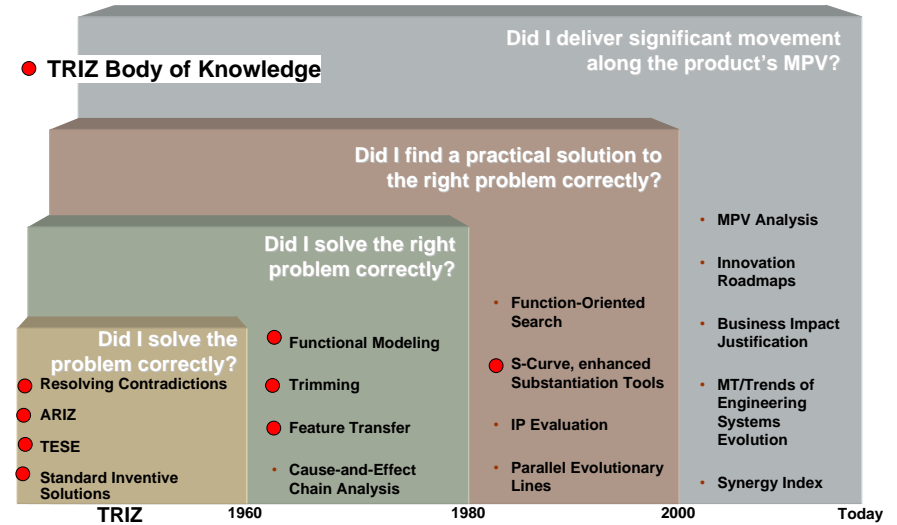 Did I deliver significant movement
along the product's MPV?
TRIZ Body of Knowledge
Did I find a practical solution to
the right problem correctly?
Did I solve the right
problem correctly?
Did I solve the
problem correctly?
Resolving Contradictions
ARIZ
TESE
Standard Inventive
Solutions
Functional Modeling
Trimming
Feature Transfer
Cause-and-Effect
Chain Analysis
Function-Oriented
Search
S-Curve, enhanced
Substantiation Tools
IP Evaluation
Parallel Evolutionary
Lines
MPV Analysis
Innovation
Roadmaps
Business Impact
Justification
MT/Trends of
Engineering
Systems
Evolution
Synergy Index
TRIZ
1960
1980
2000
Today